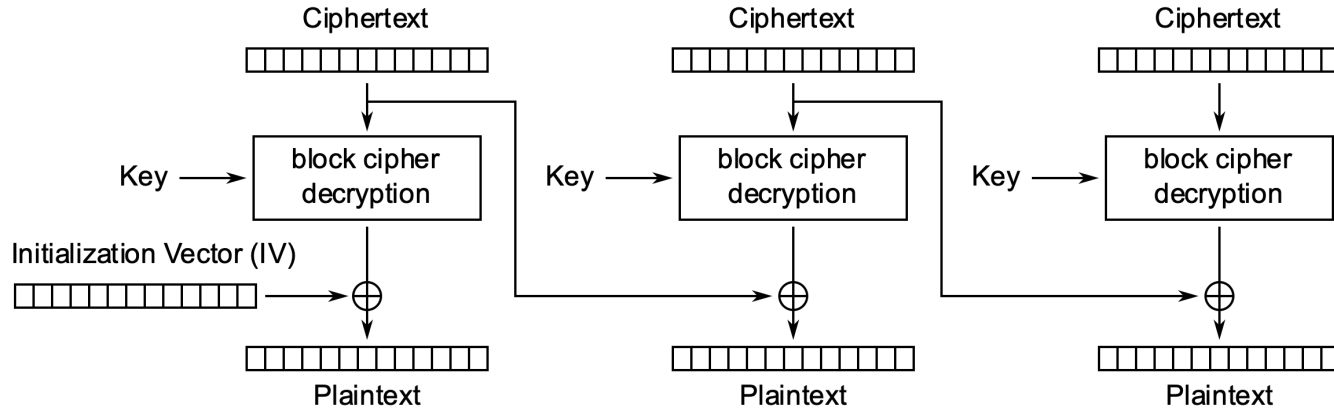 Ciphertext
Ciphertext
Ciphertext
Key
block cipher
decryption
Key
block cipher
decryption
Key
block cipher
decryption
Initialization Vector (IV)
Plaintext
Plaintext
Plaintext